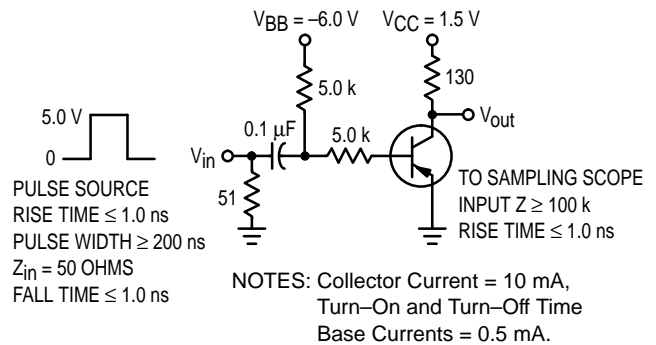 VBB = –6.0 V
VCC = 1.5 V
5.0 k
130
Vout
5.0 V
0
0.1 µF
5.0 k
Vin
51
PULSE SOURCE
RISE TIME ≤ 1.0 ns
PULSE WIDTH ≥ 200 ns
Zin = 50 OHMS
FALL TIME ≤ 1.0 ns
TO SAMPLING SCOPE
INPUT Z ≥ 100 k
RISE TIME ≤ 1.0 ns
NOTES: Collector Current = 10 mA,
Turn–On and Turn–Off Time
Base Currents = 0.5 mA.